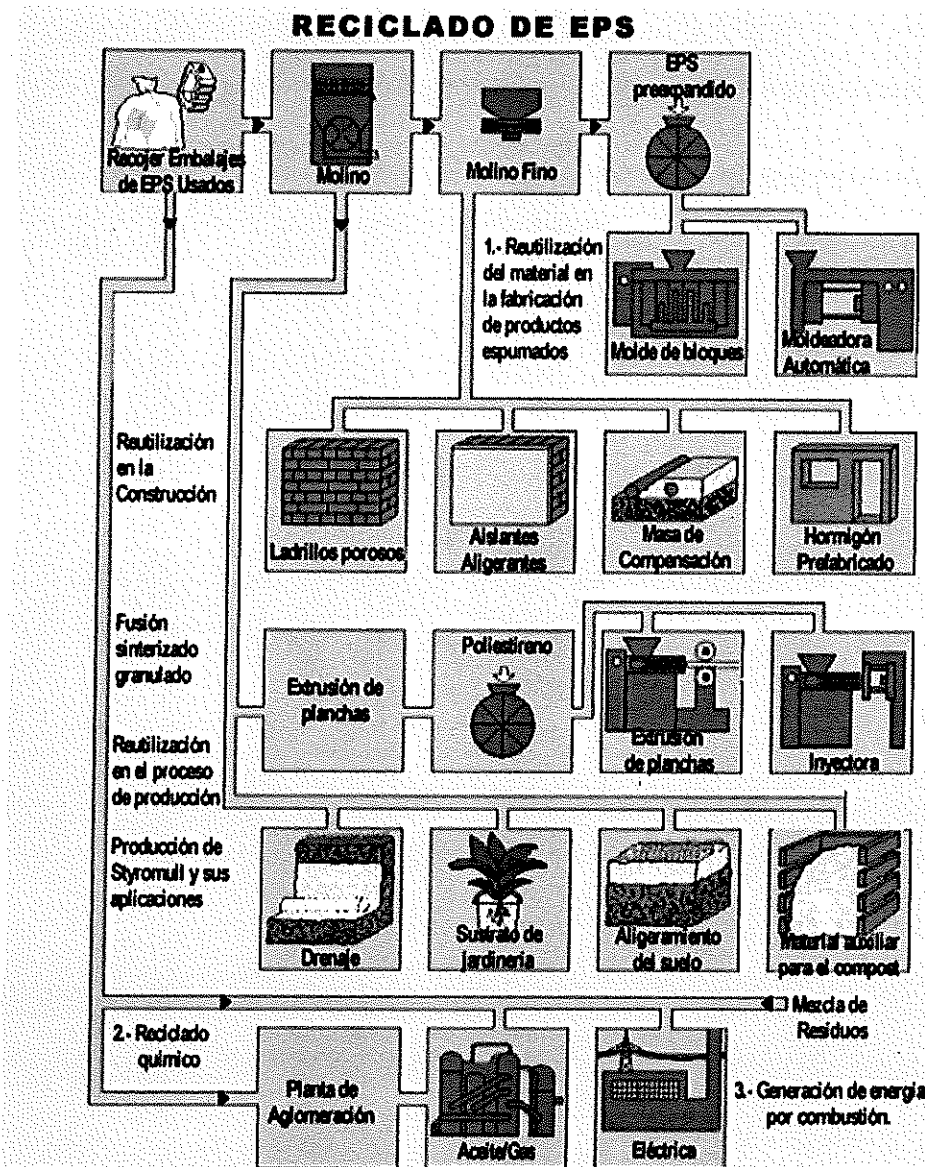 RECICLADO DE EPS
EPS
preexpandido
Recojer Embalajes
de EPS Usados
Molino
Molino Fino
1.- Reutilización
del material en
la fabricación
de productos
espumados
Molde de bloques
Moldeadora
Automática
Reutilización
en la
Construcción
Ladrillos porosos
Aislantes
Aligerantes
Masa de
Compensación
Hormigón
Prefabricado
Fusión
sinterizado
granulado
Extrusión de
planchas
Poliestireno
Extrusión
de planchas
Inyectora
Reutilización
en el proceso
de producción
Producción de
Styromull y sus
aplicaciones
Drenaje
Sustrato de
jardinería
Aligeramiento
del suelo
Material auxiliar
para el compost
Mezcla de
Residuos
2.- Reciclado
químico
Planta de
Aglomeración
Aceite/Gas
Eléctrica
3.- Generación de energía
por combustión.